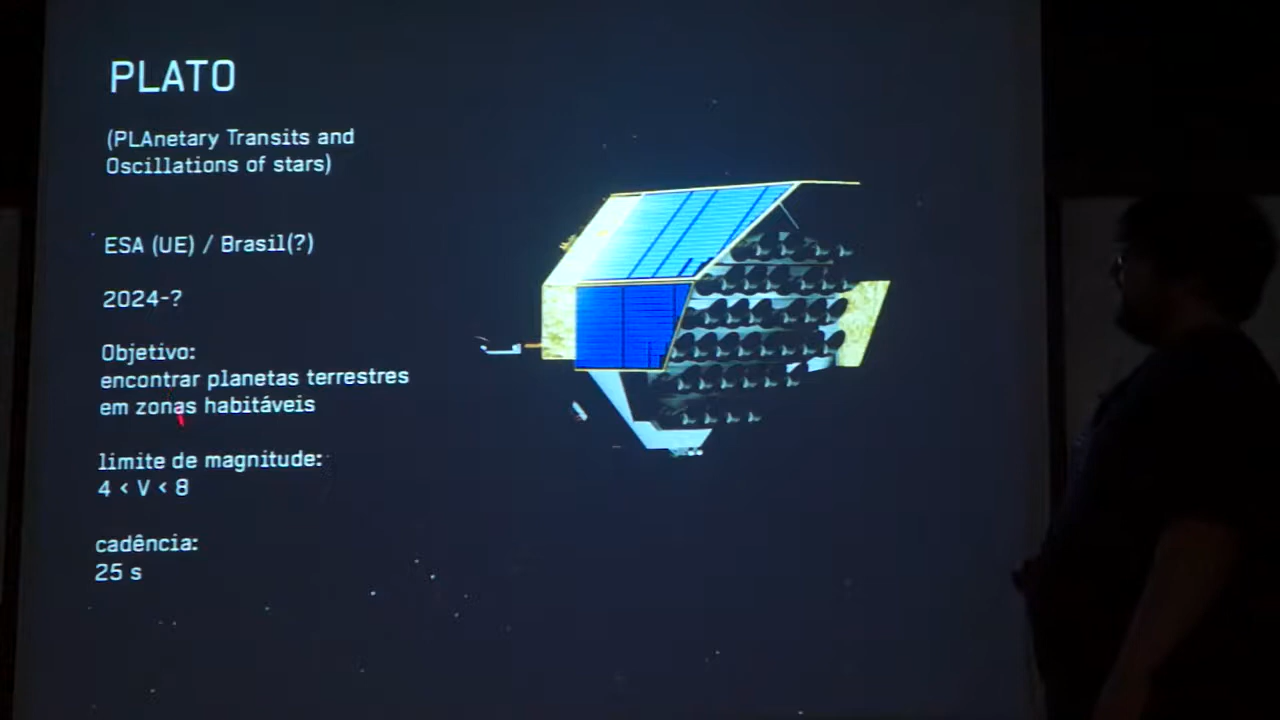 PLATO
(PLAnetary Transits and
Oscillations of stars)
ESA (UE) / Brasil(?)
2024-?
Objetivo:
encontrar planetas terrestres
em zonas habitáveis
limite de magnitude:
4 < V < 8
cadência:
25 s